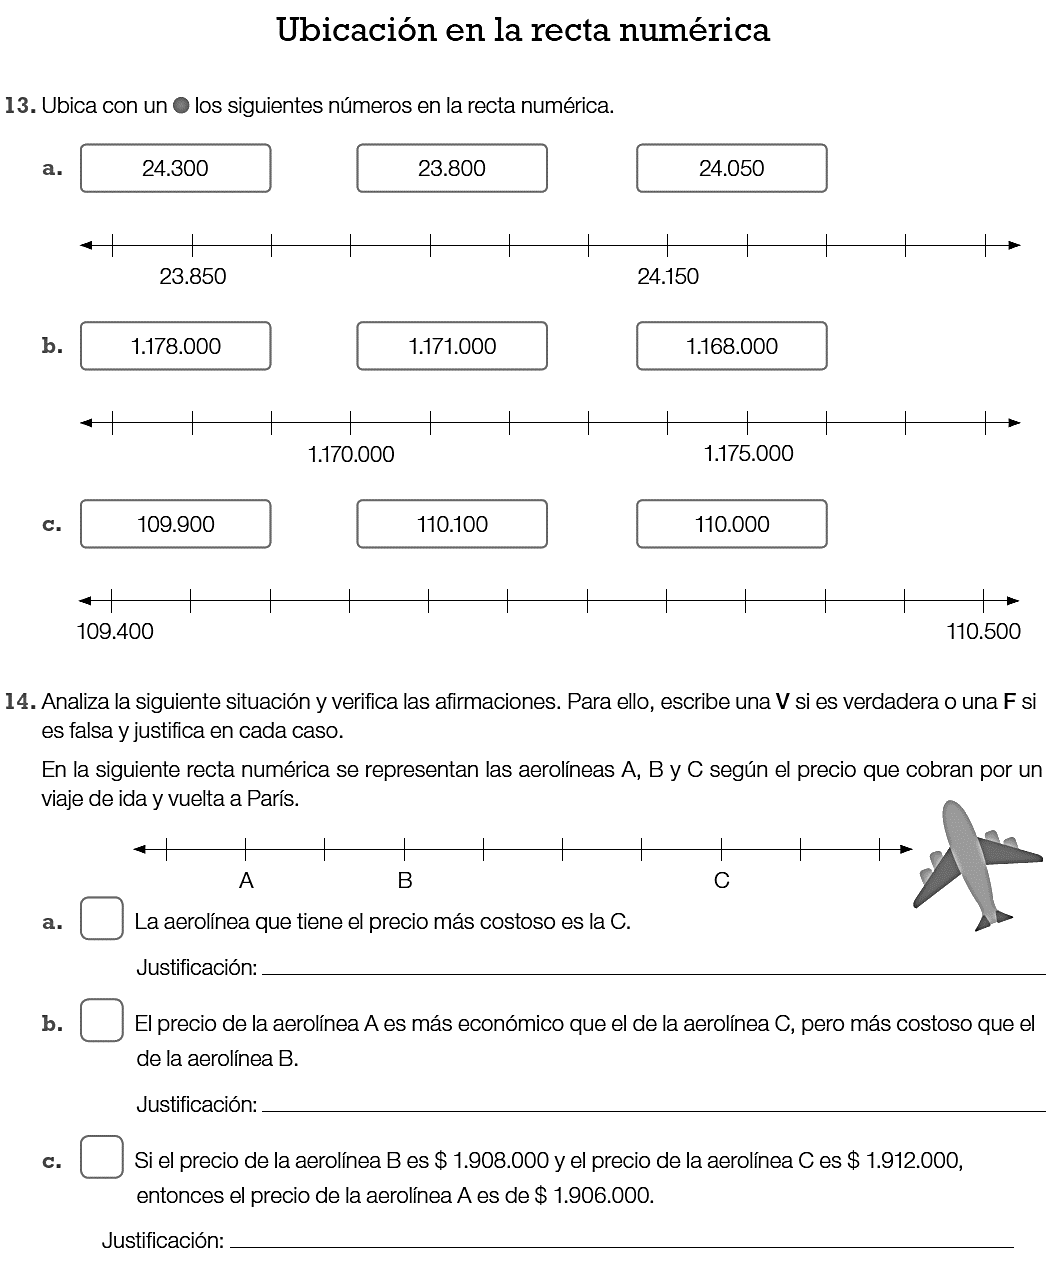 Ubicación en la recta numérica
13. Ubica con un los siguientes números en la recta numérica.
a. 24.300 23.800 24.050
23.850 24.150
b. 1.178.000 1.171.000 1.168.000
1.170.000 1.175.000
c. 109.900 110.100 110.000
109.400 110.500
14. Analiza la siguiente situación y verifica las afirmaciones. Para ello, escribe una V si es verdadera o una F si
es falsa y justifica en cada caso.
En la siguiente recta numérica se representan las aerolíneas A, B y C según el precio que cobran por un
viaje de ida y vuelta a París.
A B C
a. La aerolínea que tiene el precio más costoso es la C.
Justificación:
b. El precio de la aerolínea A es más económico que el de la aerolínea C, pero más costoso que el
de la aerolínea B.
Justificación:
c. Si el precio de la aerolínea B es $ 1.908.000 y el precio de la aerolínea C es $ 1.912.000,
entonces el precio de la aerolínea A es de $ 1.906.000.
Justificación: